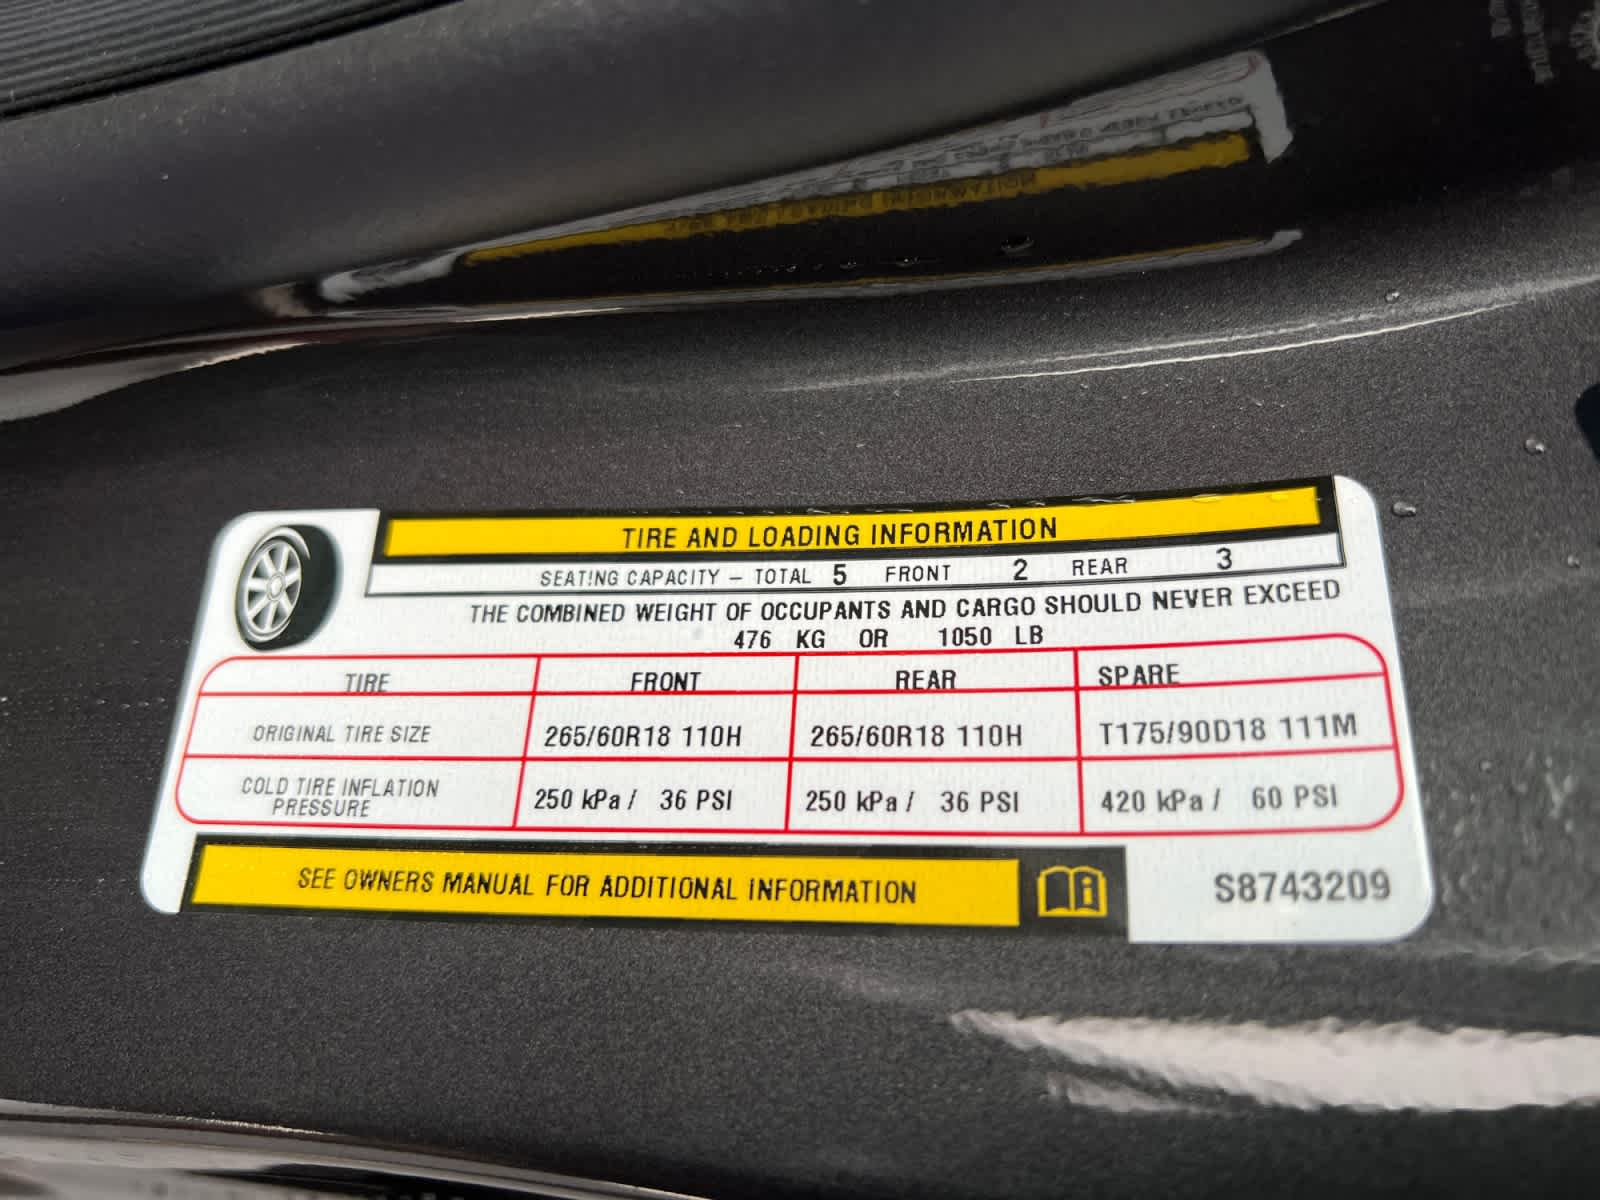 TIRE AND LOADING INFORMATION
SEATING CAPACITY – TOTAL 5 FRONT 2 REAR 3
THE COMBINED WEIGHT OF OCCUPANTS AND CARGO SHOULD NEVER EXCEED
476 KG OR 1050 LB
TIRE FRONT REAR SPARE
ORIGINAL TIRE SIZE 265/60R18 110H 265/60R18 110H T175/90D18 111M
COLD TIRE INFLATION
PRESSURE 250 kPa / 36 PSI 250 kPa / 36 PSI 420 kPa / 60 PSI
SEE OWNERS MANUAL FOR ADDITIONAL INFORMATION
S8743209